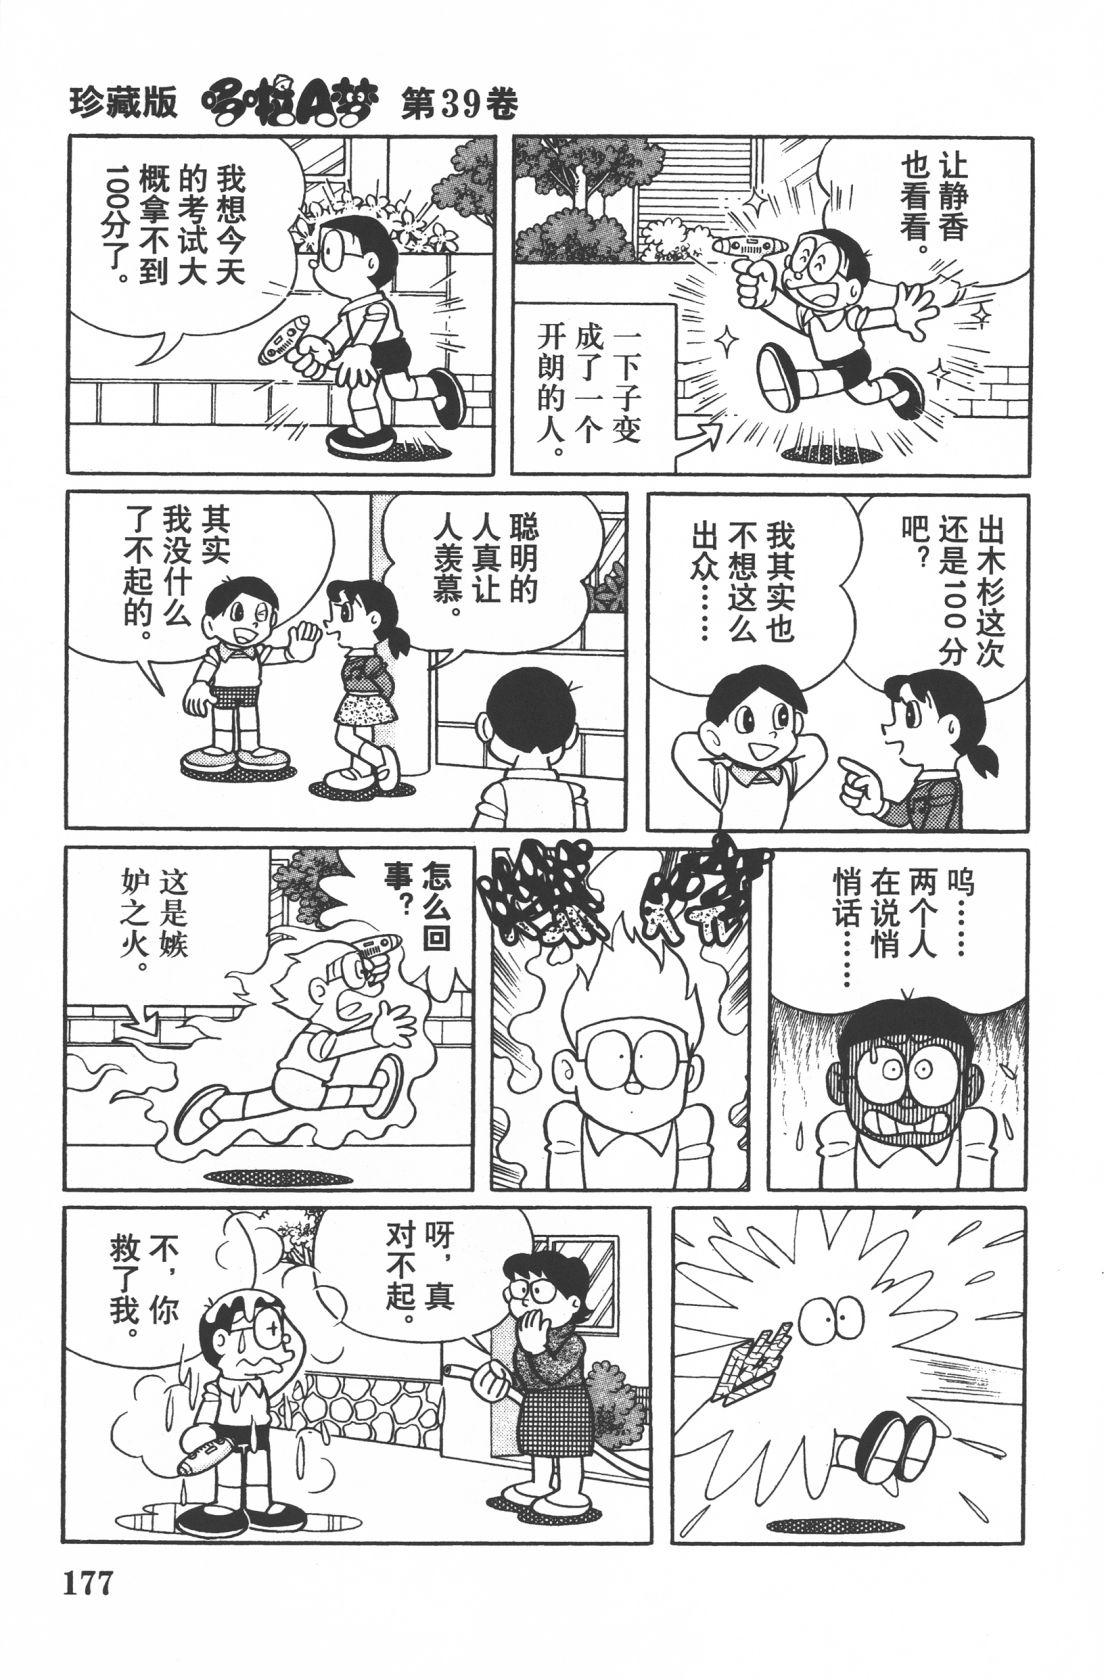 珍藏版 哆啦A梦 第39卷
让静香
也看看。
一下子变
成了一个
开朗的人。
我想今天
的考试大
概拿不到
100分了。
出木杉这次
还是100分
吧?
我其实也
不想这么
出众……
聪明的
人真让
人羡慕。
其实
我没什么
了不起的。
呜……
两个人
在说悄
悄话……
怎么回
事?
这是嫉
妒之火。
呀,真
对不起。
不,你
救了我。
177